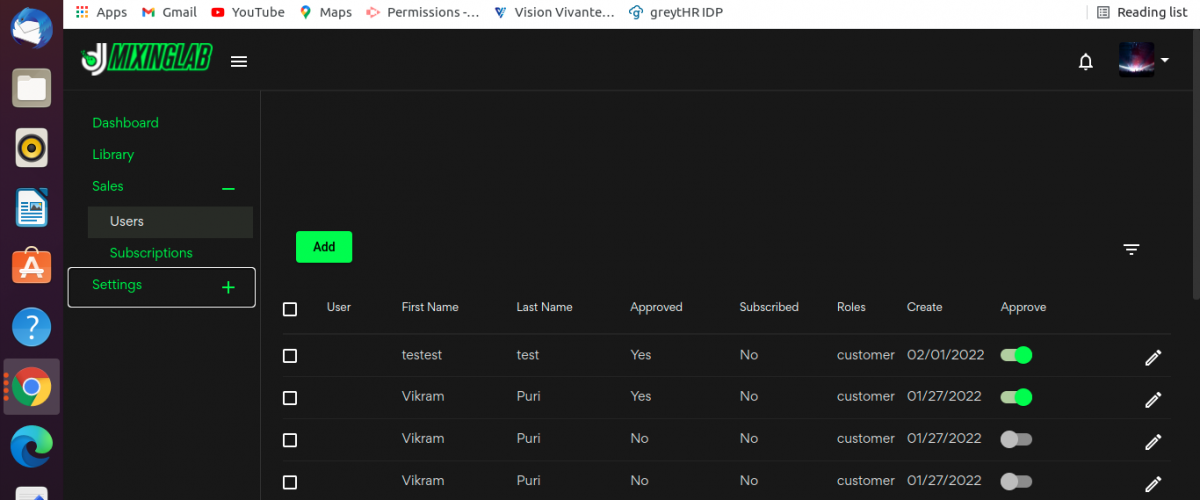 Apps Gmail YouTube Maps Permissions -... Vision Vivante... greytHR IDP Reading list
DJ MIXINGLAB
Dashboard
Library
Sales
Users
Subscriptions
Settings
Add
User First Name Last Name Approved Subscribed Roles Create Approve
testest test Yes No customer 02/01/2022
Vikram Puri Yes No customer 01/27/2022
Vikram Puri No No customer 01/27/2022
Vikram Puri No No customer 01/27/2022